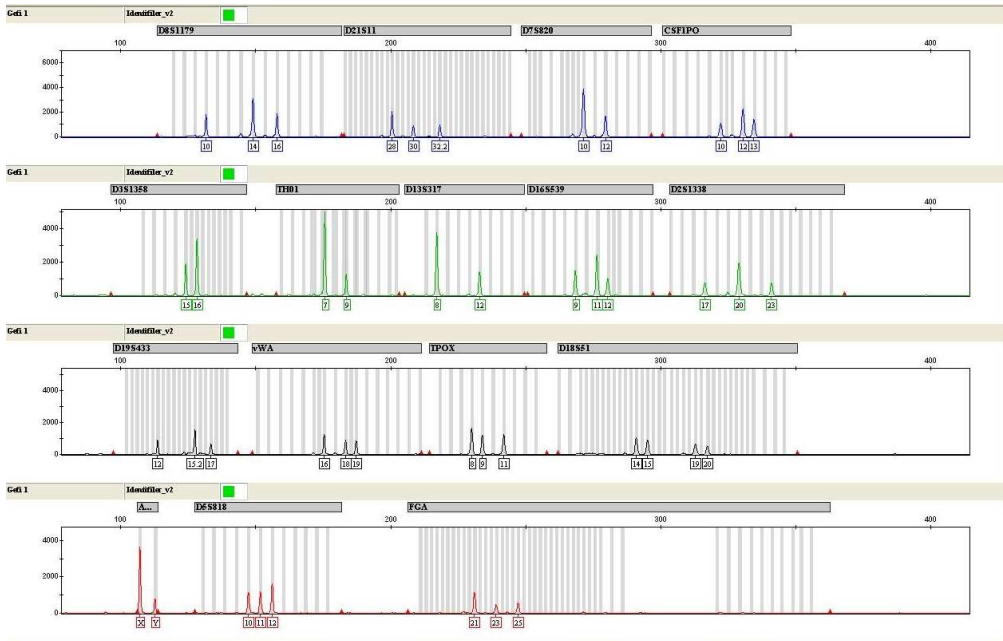 Gefi 1 Identifiler_v2
D8S1179 D21S11 D7S820 CSF1PO
100 200 300 400
6000
4000
2000
0
10 14 16 28 30 32.2 10 12 10 12 13
Gefi 1 Identifiler_v2
D3S1358 TH01 D13S317 D16S539 D2S1338
100 200 300 400
4000
2000
0
15 16 7 9 8 12 9 11 12 17 20 23
Gefi 1 Identifiler_v2
D19S433 vWA TPOX D18S51
100 200 300 400
4000
2000
0
12 15.2 17 16 18 19 8 9 11 14 15 19 20
Gefi 1 Identifiler_v2
A... D5S818 FGA
100 200 300 400
4000
2000
0
X Y 10 11 12 21 23 25